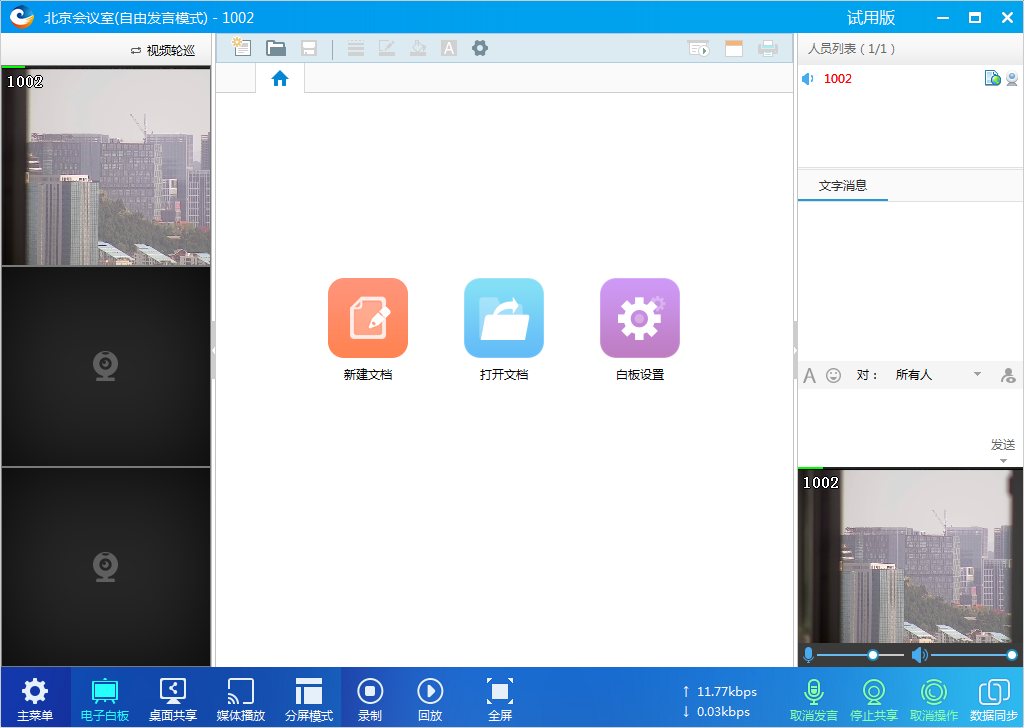 北京会议室(自由发言模式) - 1002
试用版
视频轮巡
1002
新建文档
打开文档
白板设置
人员列表 ( 1/1 )
1002
文字消息
A
对：
所有人
发送
1002
主菜单
电子白板
桌面共享
媒体播放
分屏模式
录制
回放
全屏
↑ 11.77kbps
↓ 0.03kbps
取消发言
停止共享
取消操作
数据同步